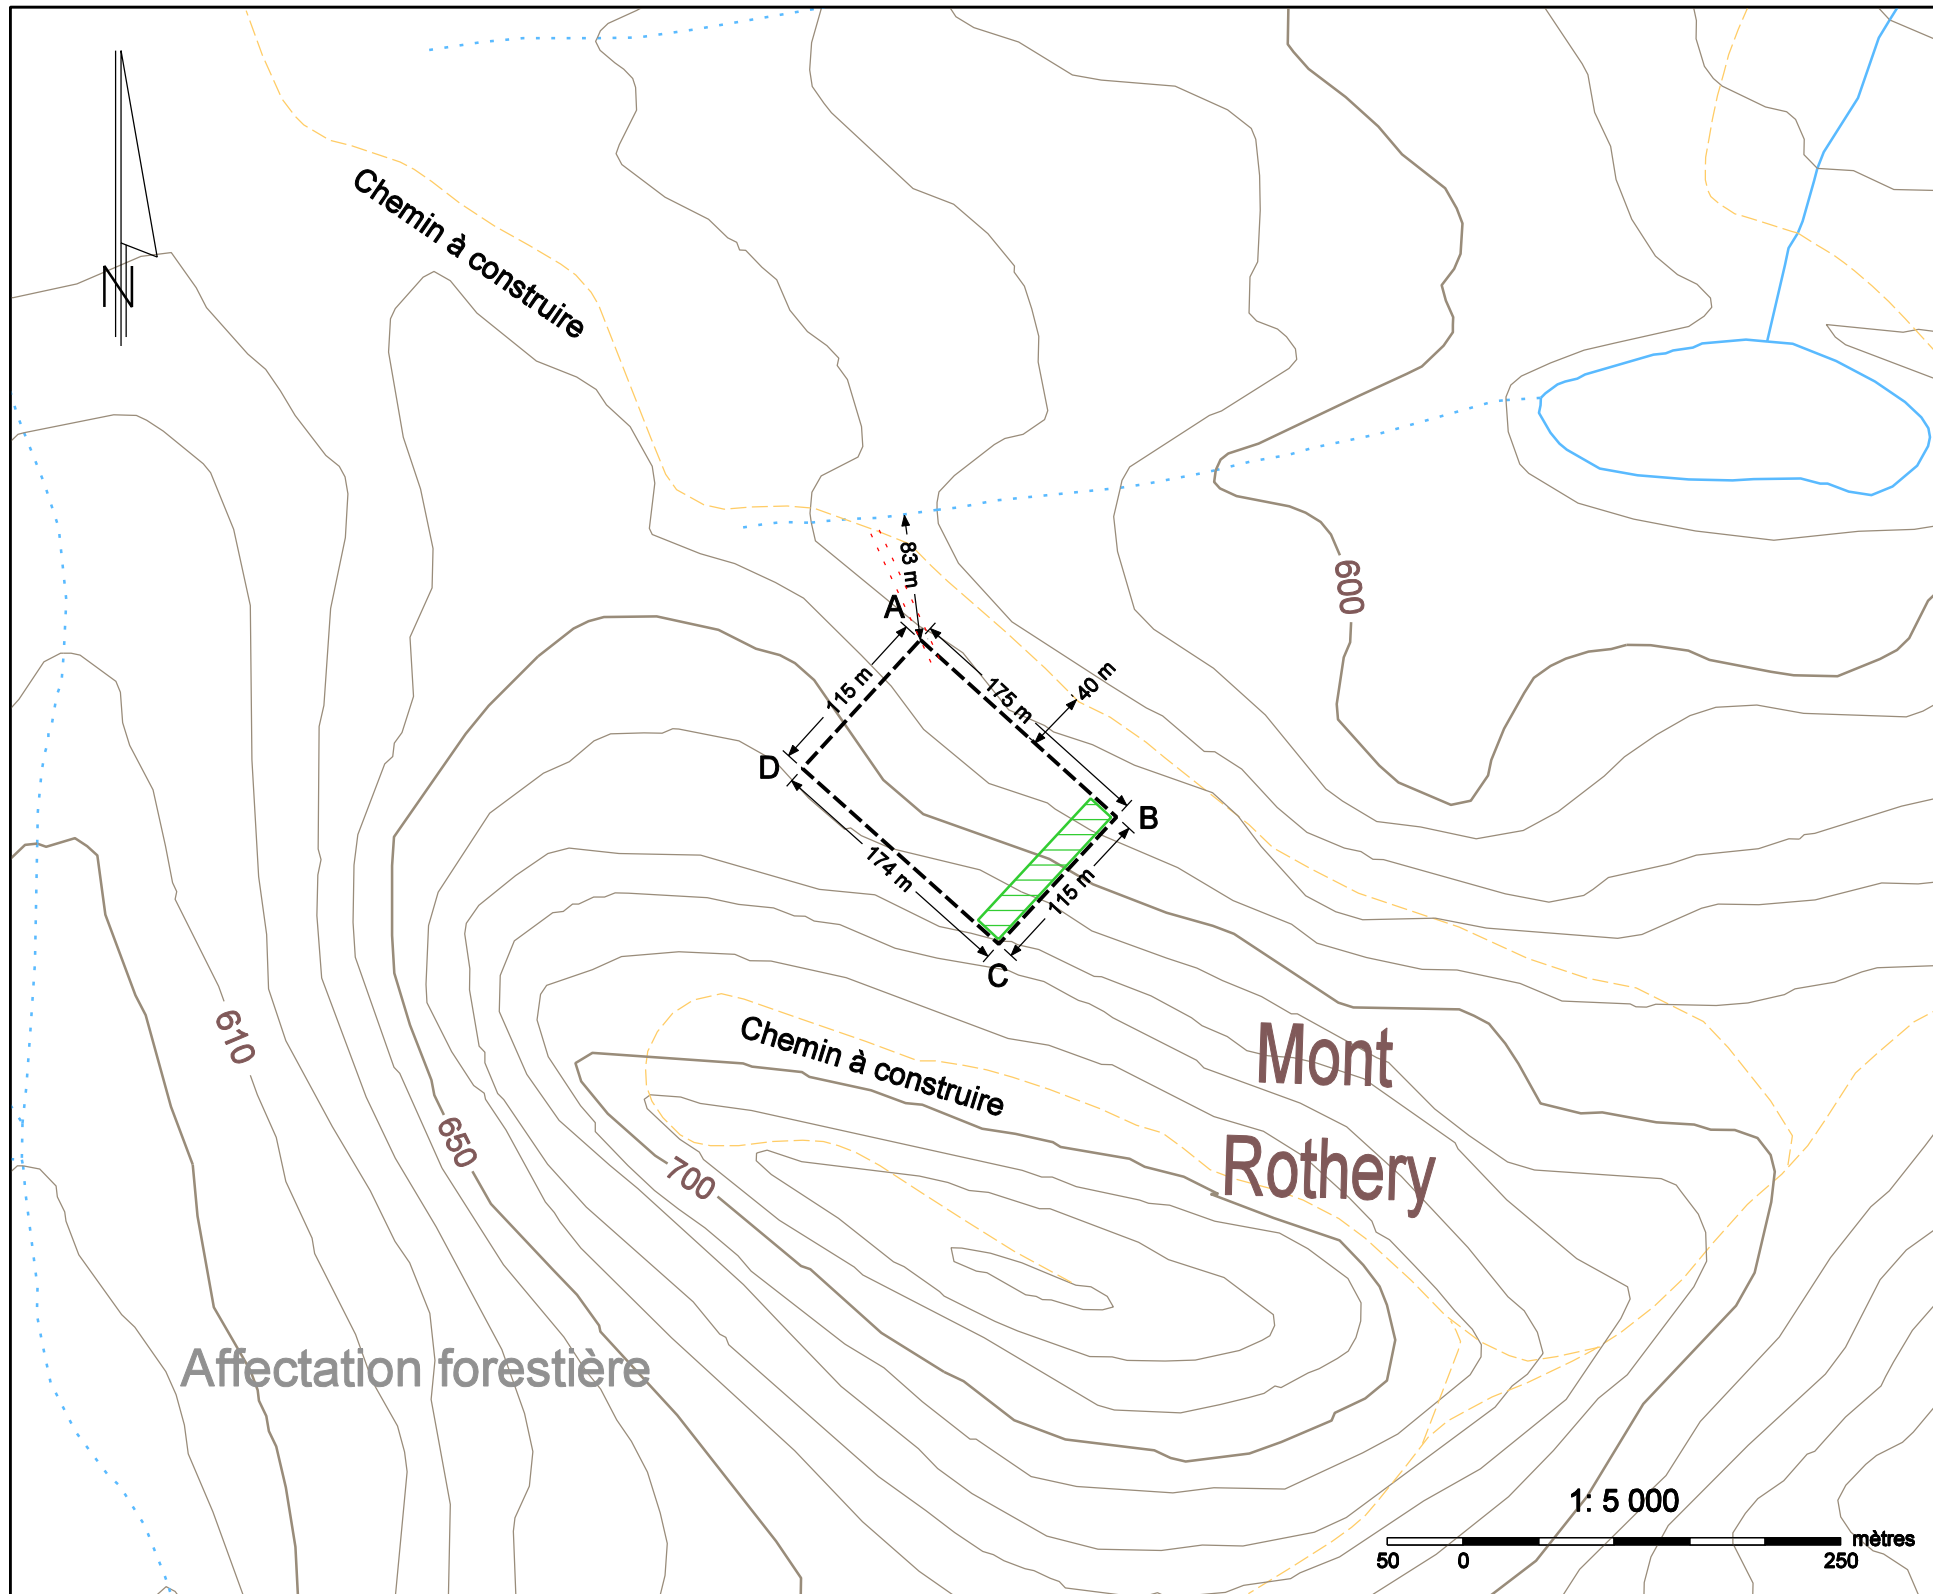 N
Chemin à construire
600
83 m
A
115 m
175 m
40 m
D
B
174 m
115 m
C
610
Chemin à construire
Mont
Rothery
650
700
Affectation forestière
1: 5 000
mètres
50
0
250